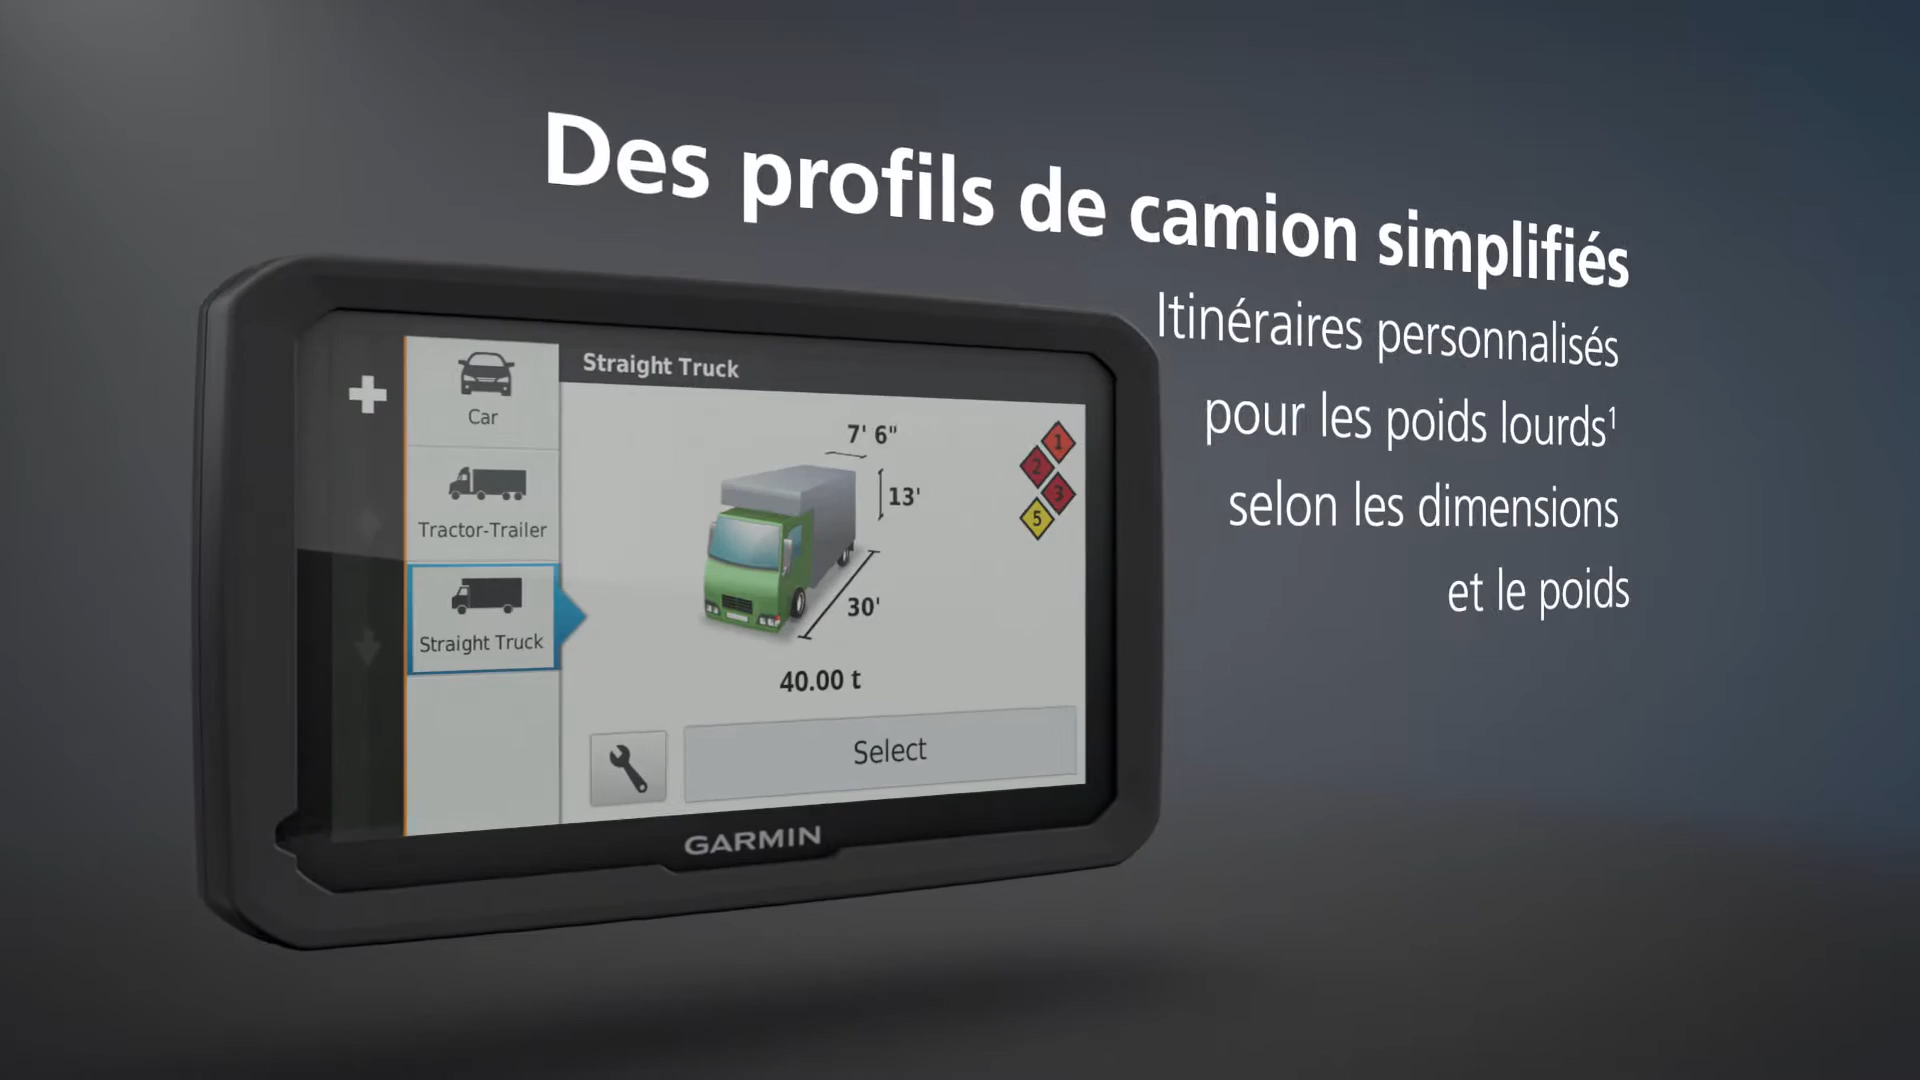 Des profils de camion simplifiés
Itinéraires personnalisés
pour les poids lourds¹
selon les dimensions
et le poids
Straight Truck
Car
Tractor-Trailer
Straight Truck
7' 6"
13'
30'
40.00 t
1
2
3
5
Select
GARMIN